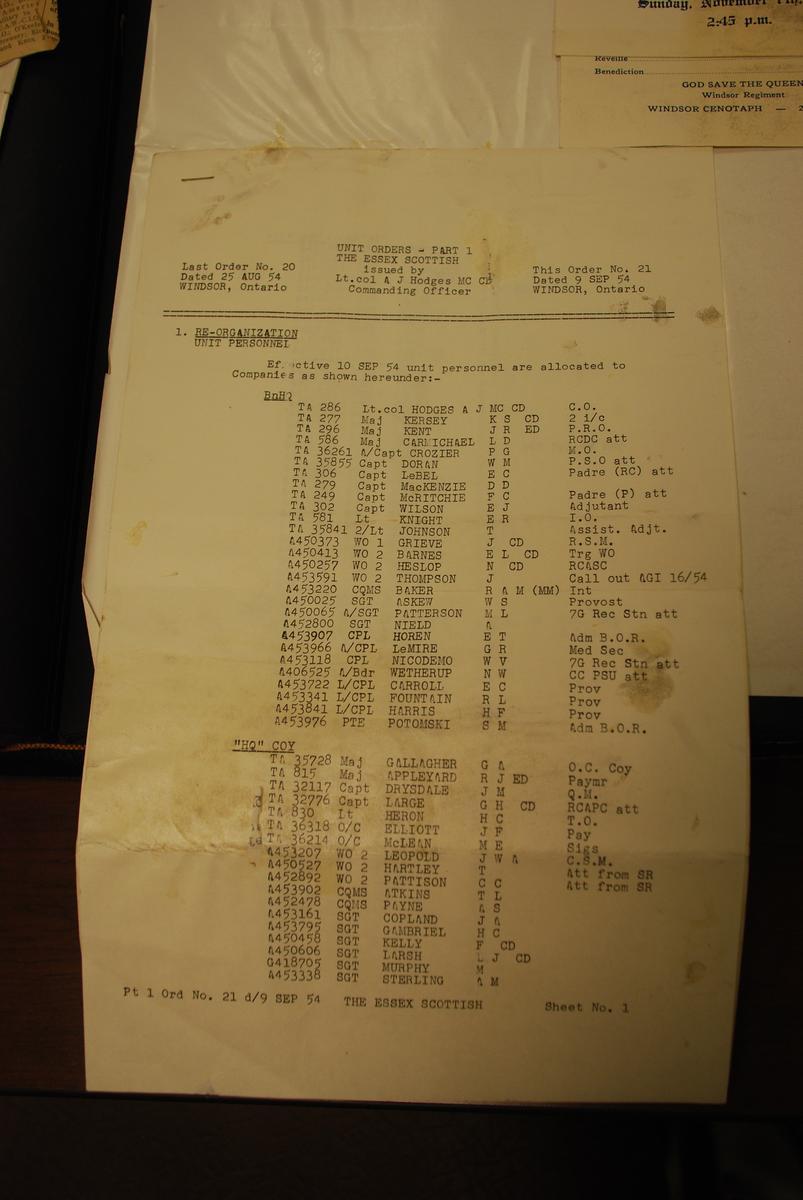 Sunday, November
2:45 p.m.
Reveille
Benediction
GOD SAVE THE QUEEN
Windsor Regiment
WINDSOR CENOTAPH — 2
UNIT ORDERS - PART 1
THE ESSEX SCOTTISH
issued by
Lt.col A J Hodges MC CD
Commanding Officer
Last Order No. 20
Dated 25 AUG 54
WINDSOR, Ontario
This Order No. 21
Dated 9 SEP 54
WINDSOR, Ontario
1. RE-ORGANIZATION
UNIT PERSONNEL
Ef ctive 10 SEP 54 unit personnel are allocated to
Companies as shown hereunder:-
BnHQ
TA 286 Lt.col HODGES A J MC CD C.O.
TA 277 Maj KERSEY K S CD 2 i/c
TA 296 Maj KENT J R ED P.R.O.
TA 586 Maj CARMICHAEL L D RCDC att
TA 36261 A/Capt CROZIER P G M.O.
TA 35855 Capt DORAN W M P.S.O att
TA 306 Capt LeBEL E C Padre (RC) att
TA 279 Capt MacKENZIE D D
TA 249 Capt McRITCHIE F C Padre (P) att
TA 302 Capt WILSON E J Adjutant
TA 581 Lt KNIGHT E R I.O.
TA 35841 2/Lt JOHNSON T Assist. Adjt.
A450373 WO 1 GRIEVE J CD R.S.M.
A450413 WO 2 BARNES E L CD Trg WO
A450257 WO 2 HESLOP N CD RCASC
A453591 WO 2 THOMPSON J Call out AGI 16/54
A453220 CQMS BAKER R A M (MM) Int
A450025 SGT ASKEW W S Provost
A450065 A/SGT PATTERSON M L 7G Rec Stn att
A452800 SGT NIELD A
A453907 CPL HOREN E T Adm B.O.R.
A453966 A/CPL LeMIRE G R Med Sec
A453118 CPL NICODEMO W V 7G Rec Stn att
A406525 A/Bdr WETHERUP N W CC PSU att
A453722 L/CPL CARROLL E C Prov
A453341 L/CPL FOUNTAIN R L Prov
A453841 L/CPL HARRIS H F Prov
A453976 PTE POTOMSKI S M Adm B.O.R.
"HQ" COY
TA 35728 Maj GALLAGHER G A O.C. Coy
TA 815 Maj APPLEYARD R J ED Paymr
TA 32117 Capt DRYSDALE J M Q.M.
TA 32776 Capt LARGE G H CD RCAPC att
TA 830 Lt HERON H C T.O.
TA 36318 O/C ELLIOTT J F Pay
TA 36214 O/C McLEAN M E Sigs
A453207 WO 2 LEOPOLD J W A C.S.M.
A450527 WO 2 HARTLEY T Att from SR
A452892 WO 2 PATTISON C C Att from SR
A453902 CQMS ATKINS T L
A452478 CQMS PAYNE A S
A453161 SGT COPLAND J A
A453795 SGT GAMBRIEL H C
A450458 SGT KELLY F CD
A450606 SGT LARSH L J CD
G418705 SGT MURPHY M
A453338 SGT STERLING A M
Pt 1 Ord No. 21 d/9 SEP 54 THE ESSEX SCOTTISH Sheet No. 1